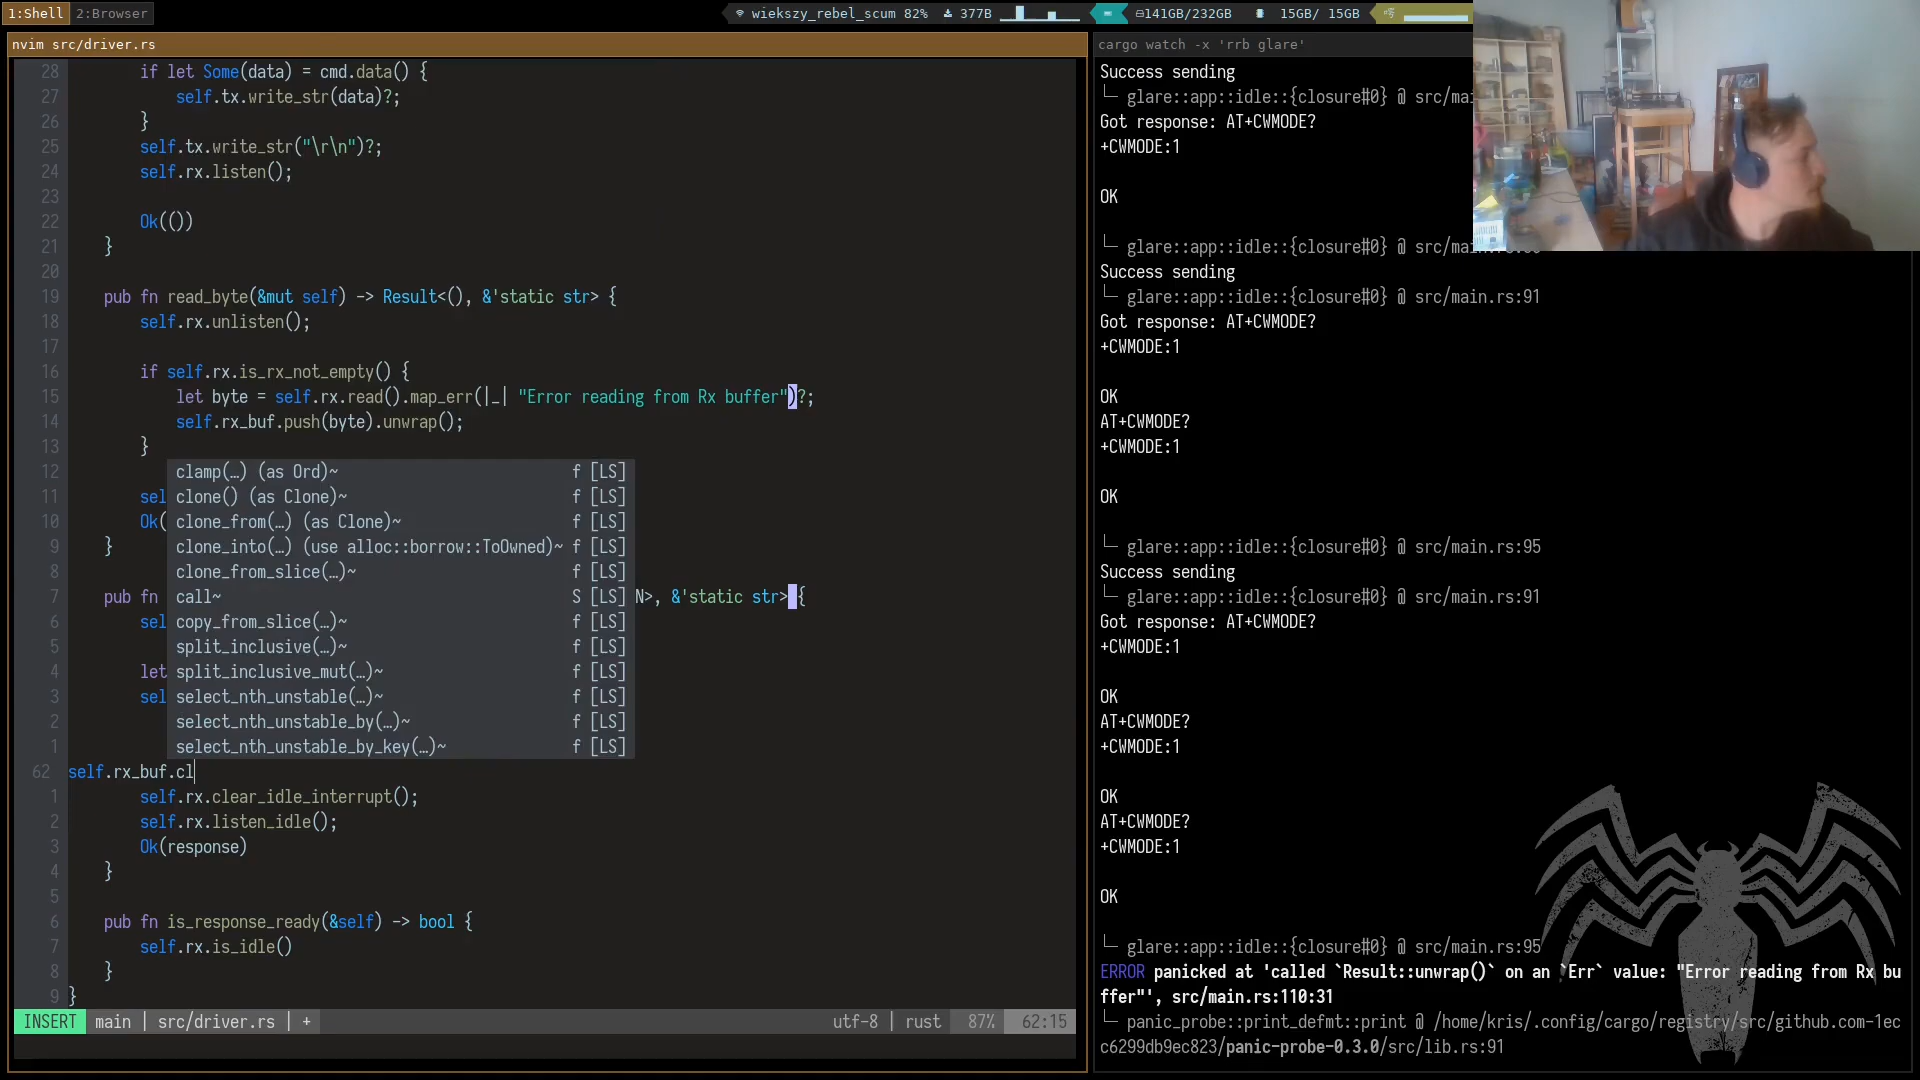 1:Shell 2:Browser
wiekszy_rebel_scum 82% 377B 141GB/232GB 15GB/ 15GB
nvim src/driver.rs
28 if let Some(data) = cmd.data() {
27 self.tx.write_str(data)?;
26 }
25 self.tx.write_str("\r\n")?;
24 self.rx.listen();
23
22 Ok(())
21 }
20
19 pub fn read_byte(&mut self) -> Result<(), &'static str> {
18 self.rx.unlisten();
17
16 if self.rx.is_rx_not_empty() {
15 let byte = self.rx.read().map_err(|_| "Error reading from Rx buffer")?;
14 self.rx_buf.push(byte).unwrap();
13 }
12 clamp(…) (as Ord)~ f [LS]
11 sel clone() (as Clone)~ f [LS]
10 Ok( clone_from(…) (as Clone)~ f [LS]
9 } clone_into(…) (use alloc::borrow::ToOwned)~ f [LS]
8 clone_from_slice(…)~ f [LS]
7 pub fn call~ S [LS] N>, &'static str> {
6 sel copy_from_slice(…)~ f [LS]
5 split_inclusive(…)~ f [LS]
4 let split_inclusive_mut(…)~ f [LS]
3 sel select_nth_unstable(…)~ f [LS]
2 select_nth_unstable_by(…)~ f [LS]
1 select_nth_unstable_by_key(…)~ f [LS]
62 self.rx_buf.cl
1 self.rx.clear_idle_interrupt();
2 self.rx.listen_idle();
3 Ok(response)
4 }
5
6 pub fn is_response_ready(&self) -> bool {
7 self.rx.is_idle()
8 }
9 }
INSERT main | src/driver.rs | + utf-8 | rust 87% 62:15
cargo watch -x 'rrb glare'
Success sending
└─ glare::app::idle::{closure#0} @ src/mai
Got response: AT+CWMODE?
+CWMODE:1
OK
└─ glare::app::idle::{closure#0} @ src/mai
Success sending
└─ glare::app::idle::{closure#0} @ src/main.rs:91
Got response: AT+CWMODE?
+CWMODE:1
OK
AT+CWMODE?
+CWMODE:1
OK
└─ glare::app::idle::{closure#0} @ src/main.rs:95
Success sending
└─ glare::app::idle::{closure#0} @ src/main.rs:91
Got response: AT+CWMODE?
+CWMODE:1
OK
AT+CWMODE?
+CWMODE:1
OK
AT+CWMODE?
+CWMODE:1
OK
└─ glare::app::idle::{closure#0} @ src/main.rs:95
ERROR panicked at 'called `Result::unwrap()` on an `Err` value: "Error reading from Rx bu
ffer"', src/main.rs:110:31
└─ panic_probe::print_defmt::print @ /home/kris/.config/cargo/registry/src/github.com-1ec
c6299db9ec823/panic-probe-0.3.0/src/lib.rs:91